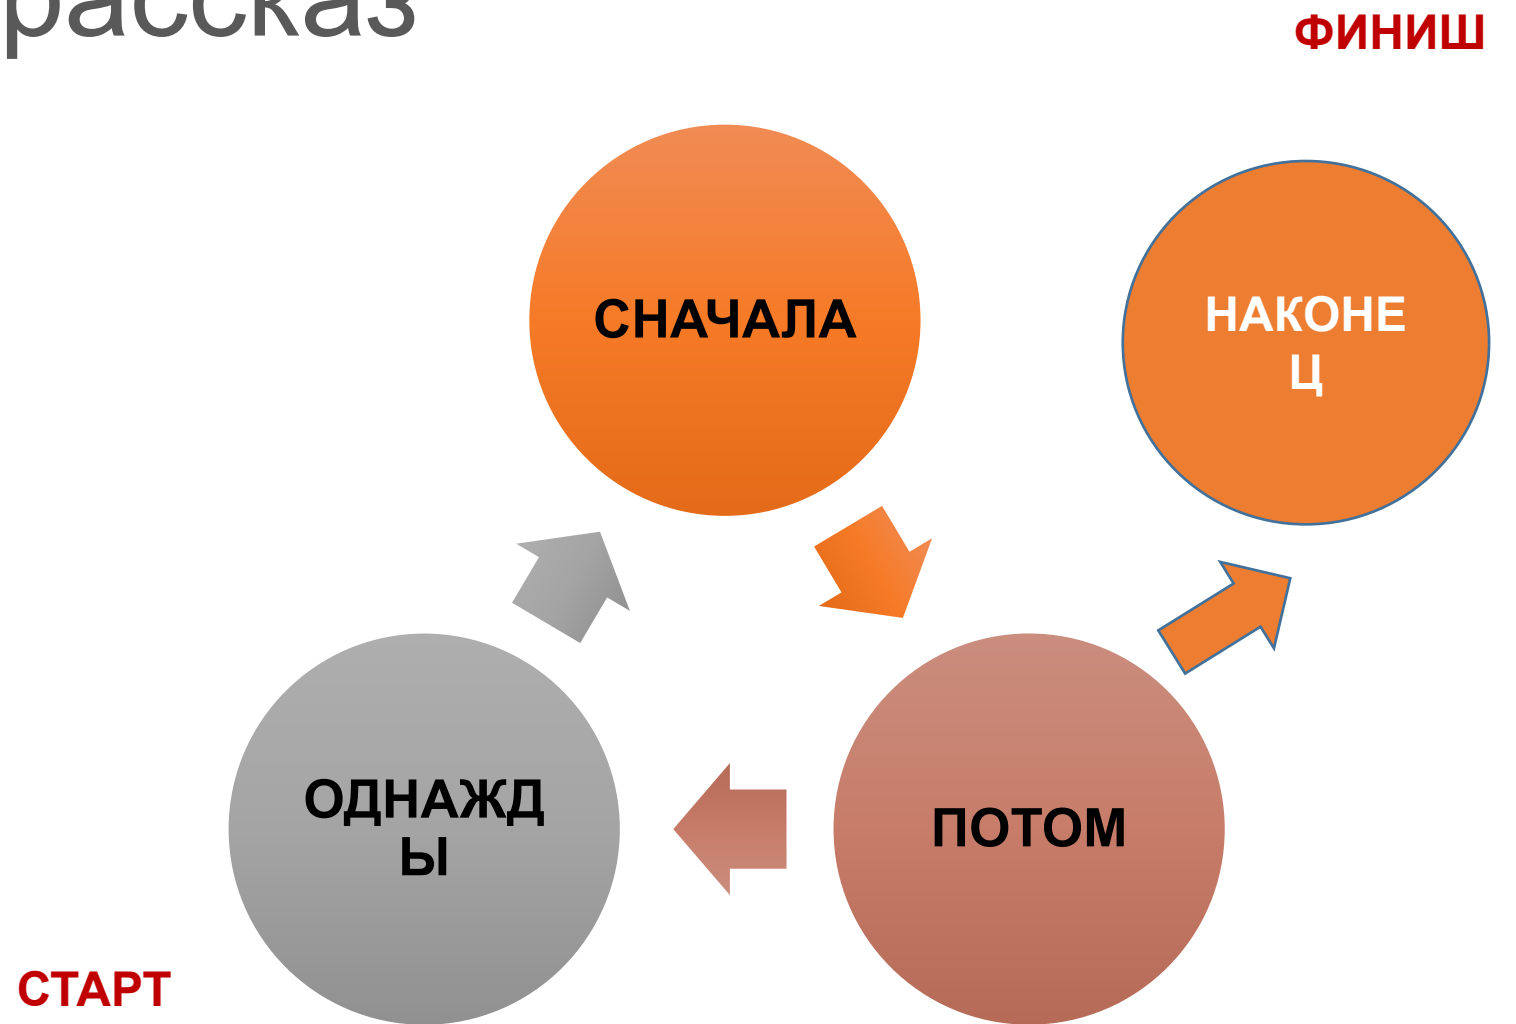 рассказ
ФИНИШ
СНАЧАЛА
НАКОНЕ
Ц
ОДНАЖД
Ы
ПОТОМ
СТАРТ